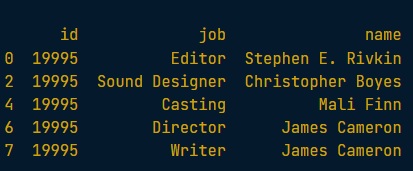 id job name
0 19995 Editor Stephen E. Rivkin
2 19995 Sound Designer Christopher Boyes
4 19995 Casting Mali Finn
6 19995 Director James Cameron
7 19995 Writer James Cameron